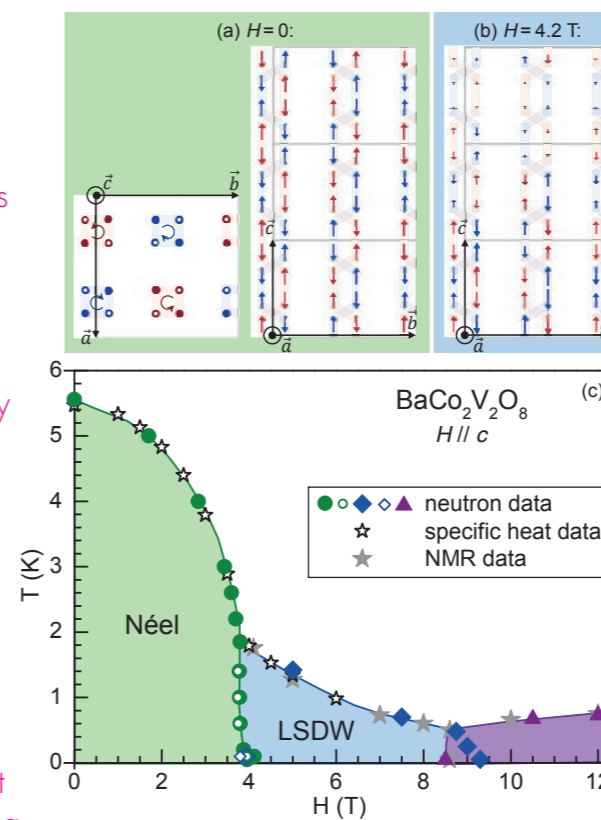 (a) H = 0:
(b) H = 4.2 T:
s
c⃗
b⃗
a⃗
c⃗
a⃗
b⃗
c⃗
a⃗
y
t
6
5
4
3
2
1
0
T (K)
BaCo₂V₂O₈
(c)
H // c
neutron data
specific heat data
NMR data
Néel
LSDW
0
2
4
6
8
10
12
H (T)